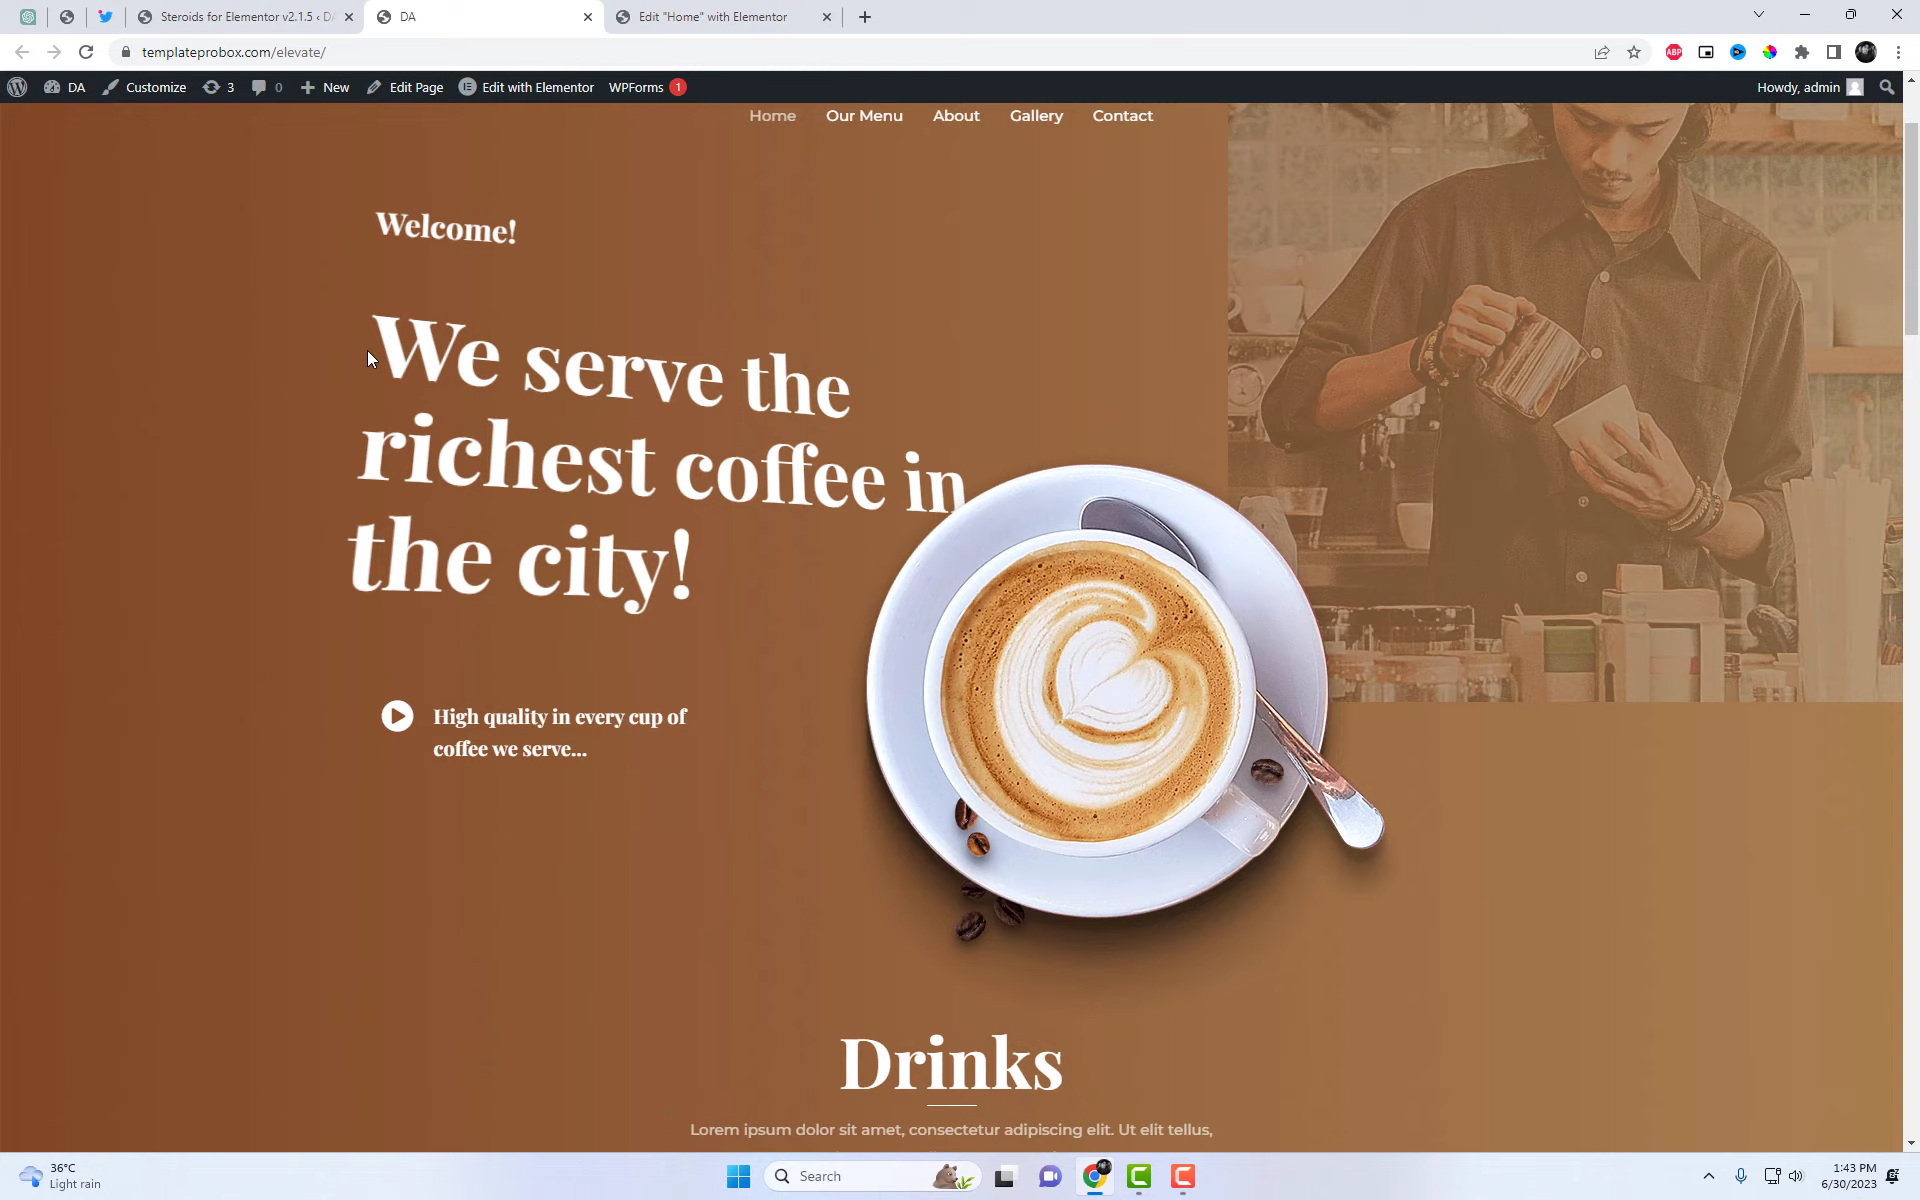 Steroids for Elementor v2.1.5 ‹ DA
DA
Edit "Home" with Elementor
templateprobox.com/elevate/
ABP
DA
Customize
3
0
New
Edit Page
Edit with Elementor
WPForms 1
Howdy, admin
Home
Our Menu
About
Gallery
Contact
Welcome!
We serve the
richest coffee in
the city!
High quality in every cup of
coffee we serve...
Drinks
Lorem ipsum dolor sit amet, consectetur adipiscing elit. Ut elit tellus,
36°C
Light rain
Search
1:43 PM
6/30/2023